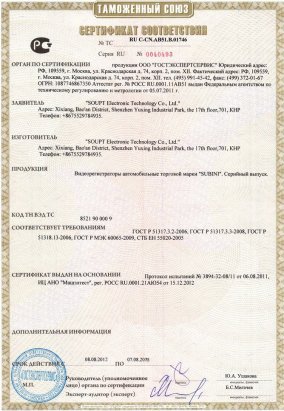 ТАМОЖЕННЫЙ СОЮЗ
СЕРТИФИКАТ СООТВЕТСТВИЯ
№ ТС RU C-CN.АВ51.В.01746
Серия RU № 0040493
ОРГАН ПО СЕРТИФИКАЦИИ продукции ООО "ГОСТЭКСПЕРТСЕРВИС" Юридический адрес:
РФ, 109559, г. Москва, ул. Краснодарская д. 74, корп. 2, пом. XII. Фактический адрес: РФ, 109559,
г. Москва, ул. Краснодарская д. 74, корп. 2, пом. XII. Тел. факс: (495) 991-45-42, факс: (499) 372-01-67
ОГРН: 1087746867350 Аттестат рег. № РОСС RU.0001.11АВ51 выдан Федеральным агентством по
техническому регулированию и метрологии от 05.07.2011 г.
ЗАЯВИТЕЛЬ "SOUPT Electronic Technology Co., Ltd."
Адрес: Xixiang, Bao'an District, Shenzhen Yuxing Industrial Park, the 17th floor,701, КНР
Тел.: +8675529784935
ИЗГОТОВИТЕЛЬ "SOUPT Electronic Technology Co., Ltd."
Адрес: Xixiang, Bao'an District, Shenzhen Yuxing Industrial Park, the 17th floor,701, КНР
Тел.: +8675529784935
ПРОДУКЦИЯ Видеорегистраторы автомобильные торговой марки "SUBINI". Серийный выпуск.
КОД ТН ВЭД ТС 8521 90 000 9
СООТВЕТСТВУЕТ ТРЕБОВАНИЯМ ГОСТ Р 51317.3.2-2006, ГОСТ Р 51317.3.3-2008, ГОСТ Р
51318.13-2006, ГОСТ Р МЭК 60065-2009, СТБ ЕН 55020-2005
СЕРТИФИКАТ ВЫДАН НА ОСНОВАНИИ Протокол испытаний № 3094-32-08/11 от 06.08.2011,
ИЦ АНО рег. № РОСС RU.0001.21АЮ54 от 15.12.2012
ДОПОЛНИТЕЛЬНАЯ ИНФОРМАЦИЯ
СРОК ДЕЙСТВИЯ С 08.08.2012 ПО 07.08.2015
Руководитель (уполномоченное
лицо) органа по сертификации Ю.А. Ушакова
Эксперт-аудитор (эксперт) Б.С. Митичев